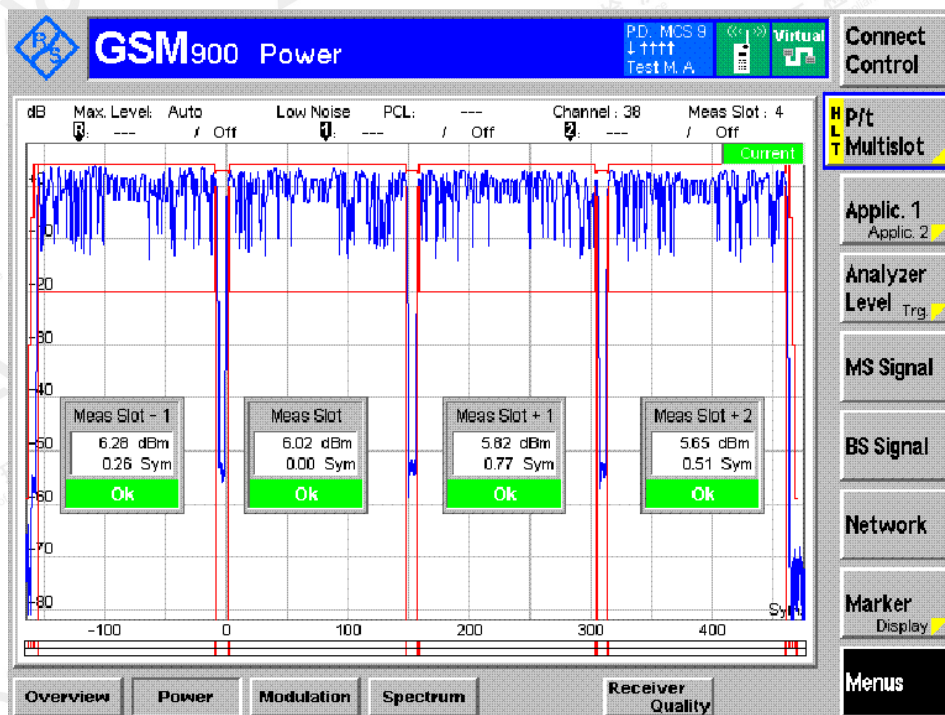 R&S
GSM900 Power
P.D. MCS 9
↓↑↑↑↑
Test M. A.
Virtual
Connect
Control
dB Max. Level: Auto Low Noise PCL: --- Channel : 38 Meas Slot : 4
R: --- / Off 1: --- / Off 2: --- / Off
Current
HLT
P/t
Multislot
Applic. 1
Applic. 2
Analyzer
Level Trg.
MS Signal
BS Signal
Network
Marker
Display
Menus
-10
-20
-30
-40
-50
-60
-70
-80
Meas Slot - 1
6.28 dBm
0.26 Sym
Ok
Meas Slot
6.02 dBm
0.00 Sym
Ok
Meas Slot + 1
5.82 dBm
0.77 Sym
Ok
Meas Slot + 2
5.65 dBm
0.51 Sym
Ok
-100 0 100 200 300 400
Overview Power Modulation Spectrum Receiver
Quality